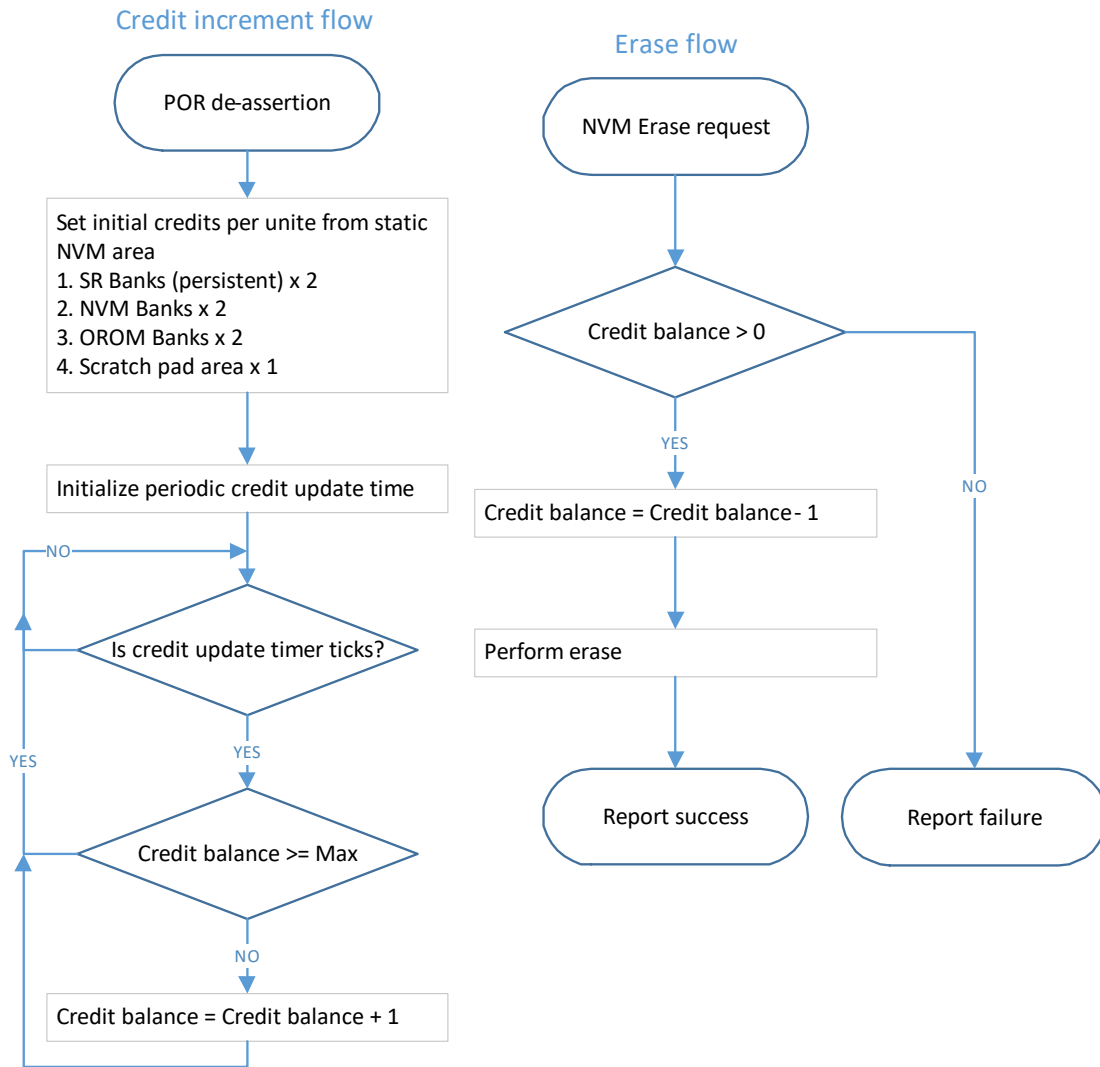 Credit increment flow
POR de-assertion
Set initial credits per unite from static
NVM area
1. SR Banks (persistent) x 2
2. NVM Banks x 2
3. OROM Banks x 2
4. Scratch pad area x 1
Initialize periodic credit update time
NO
Is credit update timer ticks?
YES
YES
Credit balance >= Max
NO
Credit balance = Credit balance + 1
Erase flow
NVM Erase request
Credit balance > 0
YES
NO
Credit balance = Credit balance - 1
Perform erase
Report success
Report failure